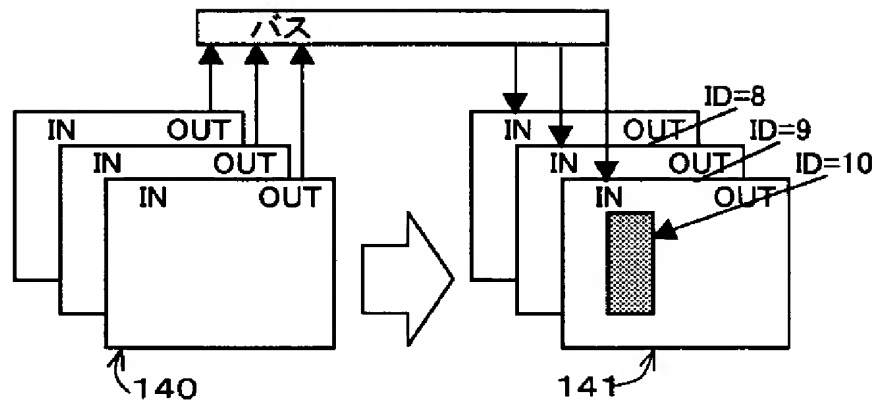 バス
IN OUT IN OUT ID=8
IN OUT IN OUT ID=9
IN OUT IN OUT ID=10
140 141